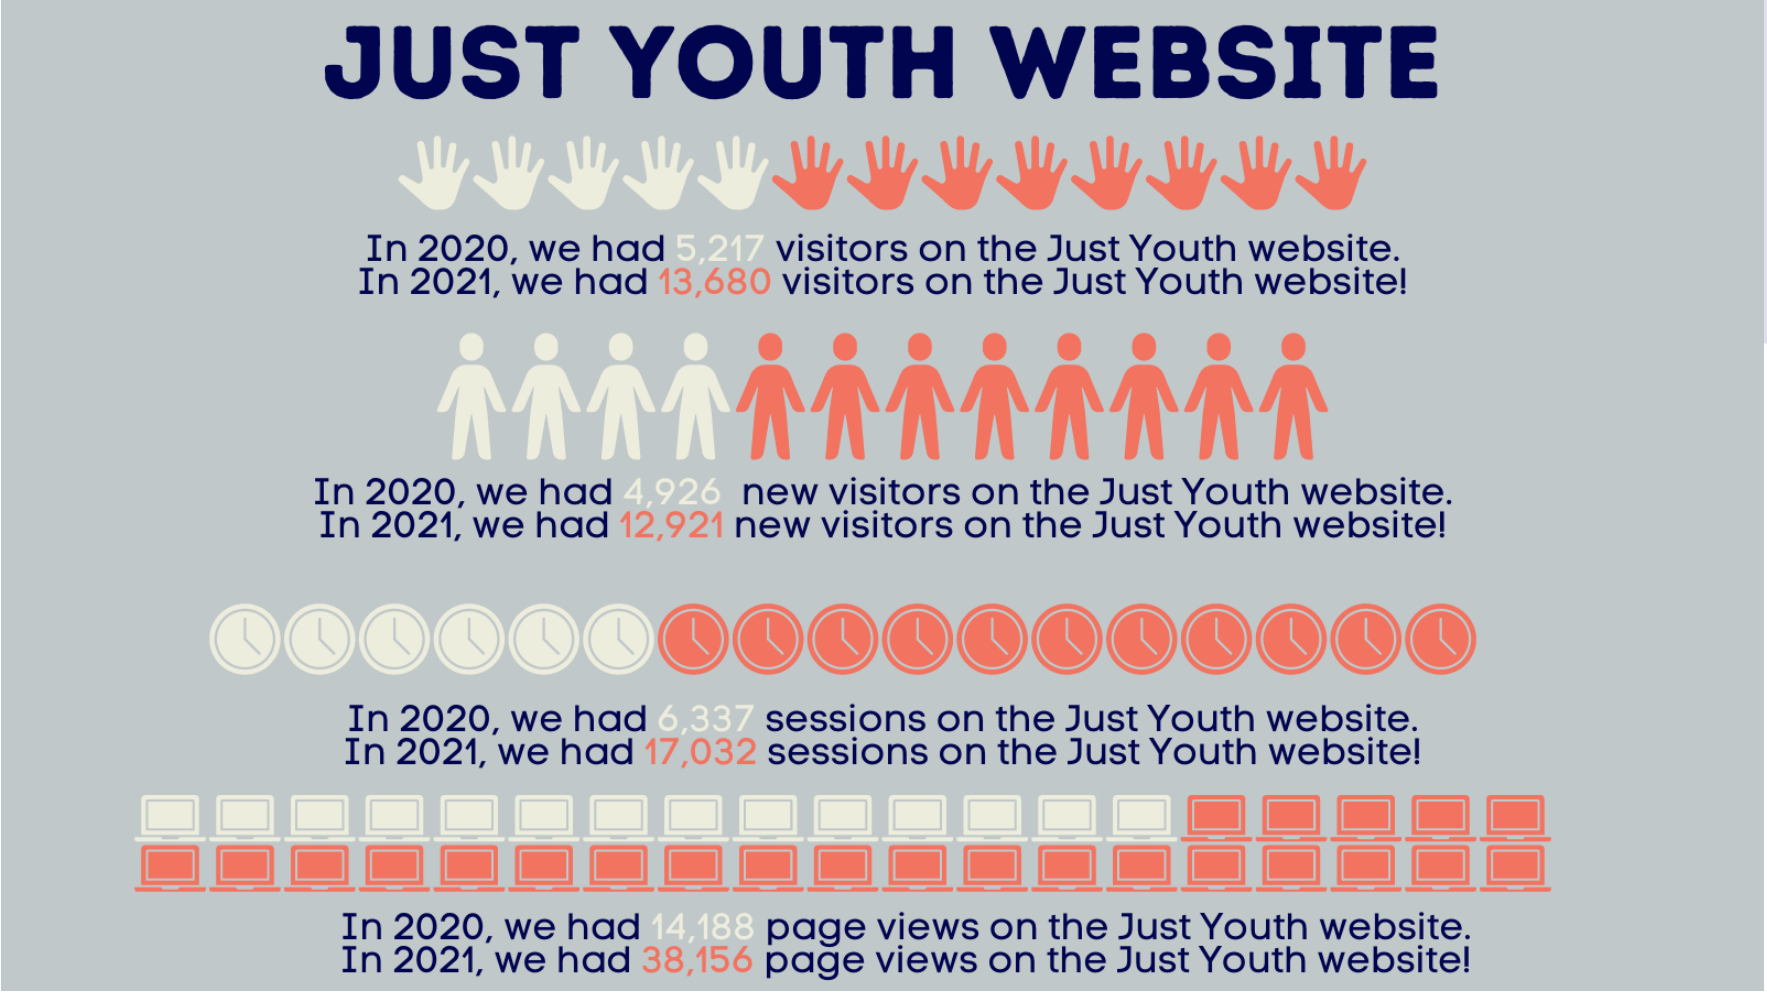 JUST YOUTH WEBSITE
In 2020, we had 5,217 visitors on the Just Youth website.
In 2021, we had 13,680 visitors on the Just Youth website!
In 2020, we had 4,926 new visitors on the Just Youth website.
In 2021, we had 12,921 new visitors on the Just Youth website!
In 2020, we had 6,337 sessions on the Just Youth website.
In 2021, we had 17,032 sessions on the Just Youth website!
In 2020, we had 14,188 page views on the Just Youth website.
In 2021, we had 38,156 page views on the Just Youth website!